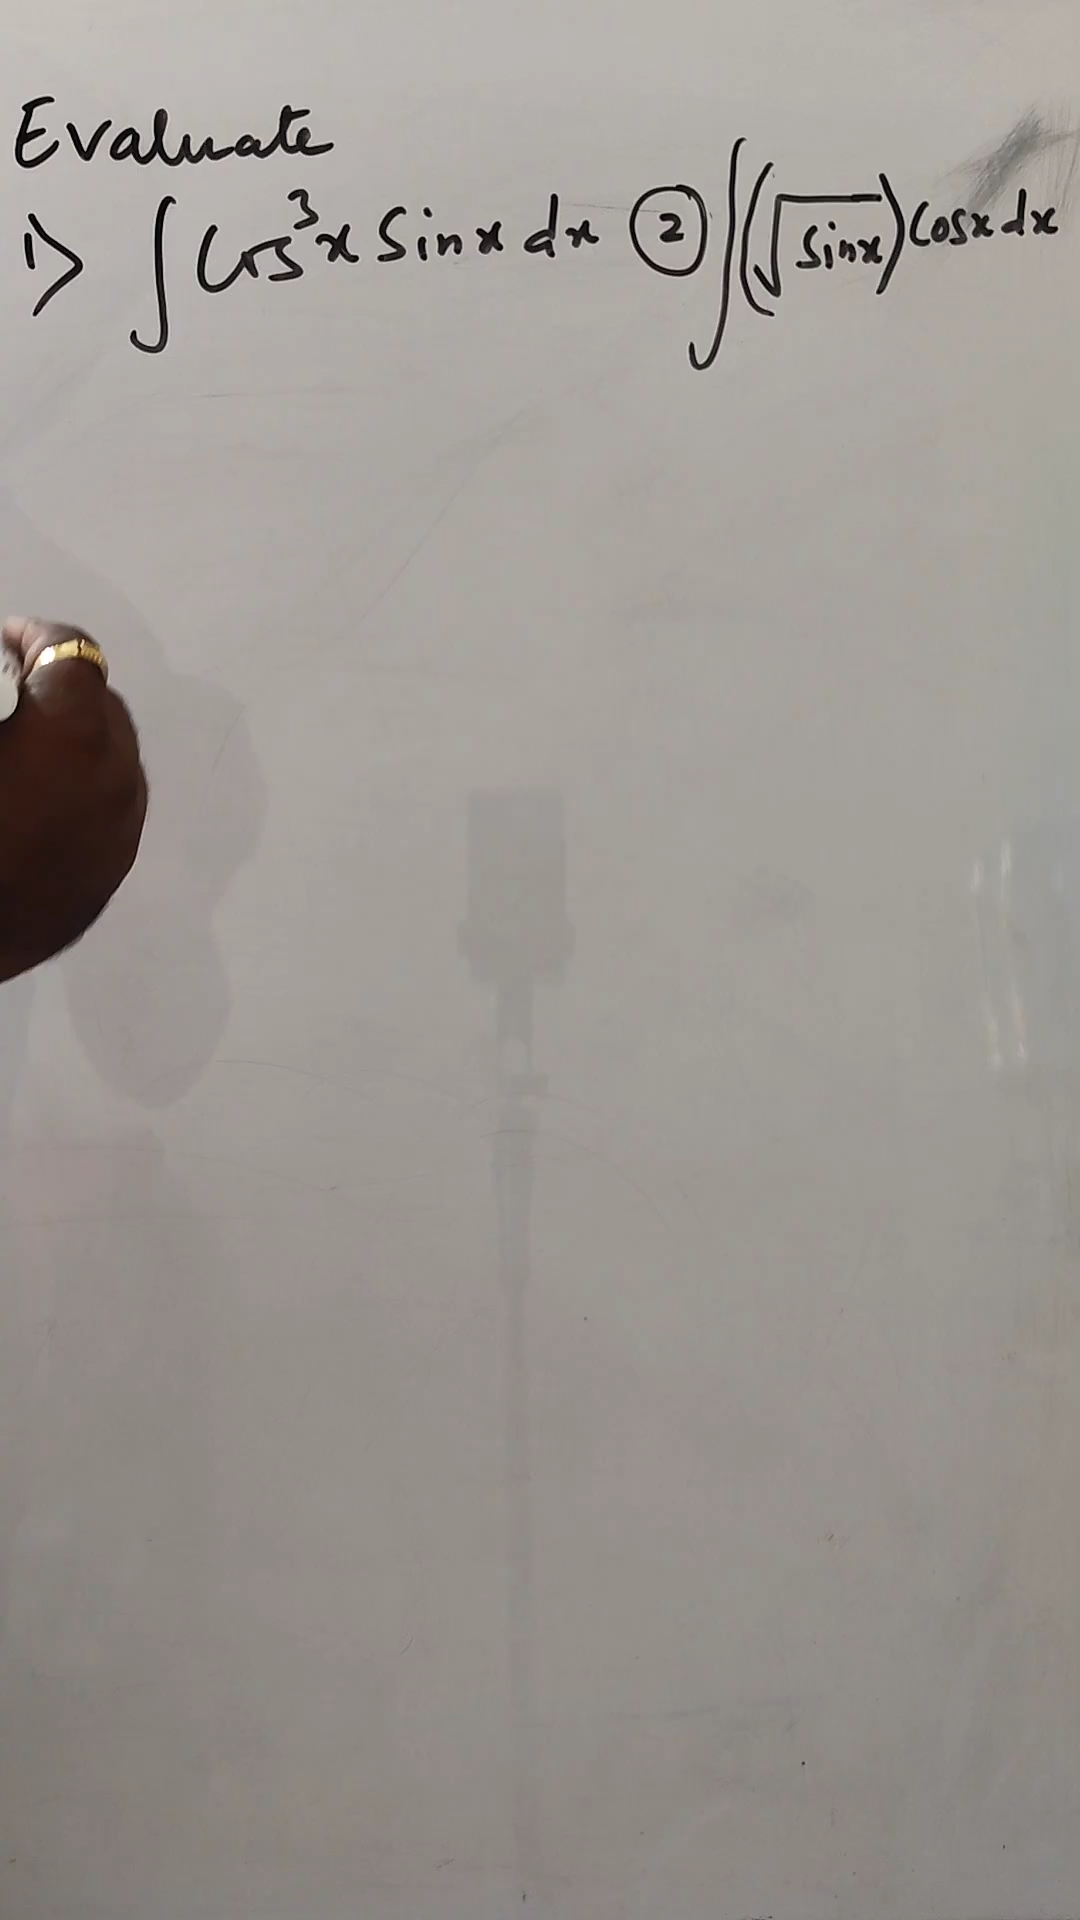 Evaluate
1> ∫ Cos³x Sinx dx ② ∫(√sinx) Cosx dx